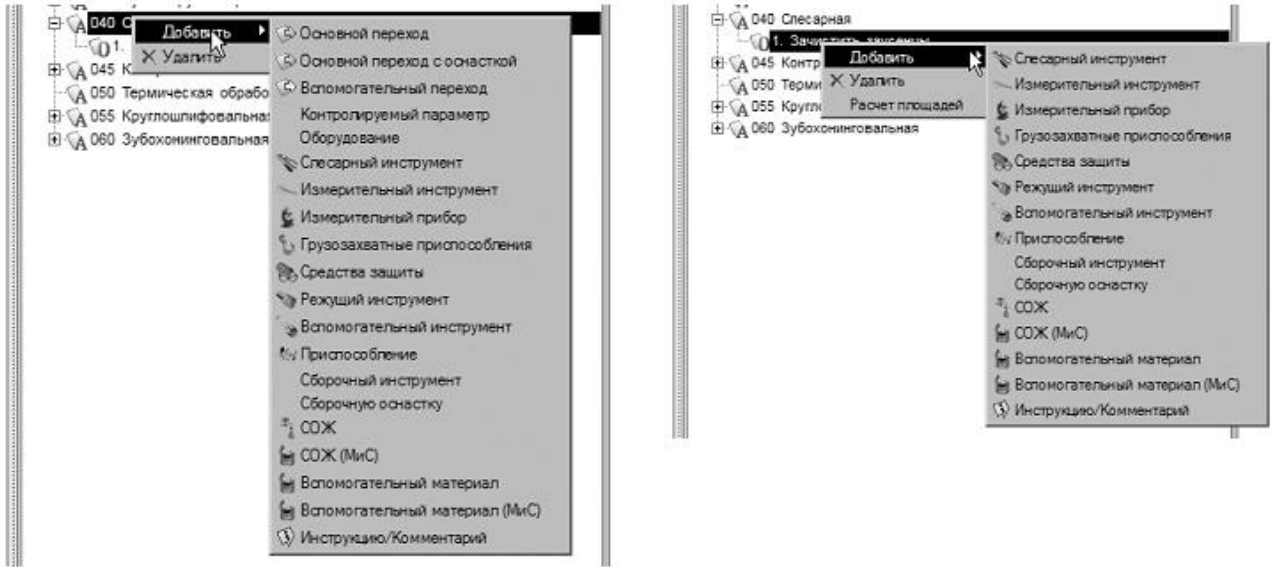 040 С
Добавить
Удалить
1.
045 К
050 Термическая обрабо
055 Круглошлифовальна
060 Зубохонинговальная
Основной переход
Основной переход с оснасткой
Вспомогательный переход
Контролируемый параметр
Оборудование
Слесарный инструмент
Измерительный инструмент
Измерительный прибор
Грузозахватные приспособления
Средства защиты
Режущий инструмент
Вспомогательный инструмент
Приспособление
Сборочный инструмент
Сборочную оснастку
СОЖ
СОЖ (МиС)
Вспомогательный материал
Вспомогательный материал (МиС)
Инструкцию/Комментарий
040 Слесарная
1. Зачистить заусенцы
045 Контр
050 Терми
055 Кругл
060 Зубохонинговальная
Добавить
Удалить
Расчет площадей
Слесарный инструмент
Измерительный инструмент
Измерительный прибор
Грузозахватные приспособления
Средства защиты
Режущий инструмент
Вспомогательный инструмент
Приспособление
Сборочный инструмент
Сборочную оснастку
СОЖ
СОЖ (МиС)
Вспомогательный материал
Вспомогательный материал (МиС)
Инструкцию/Комментарий